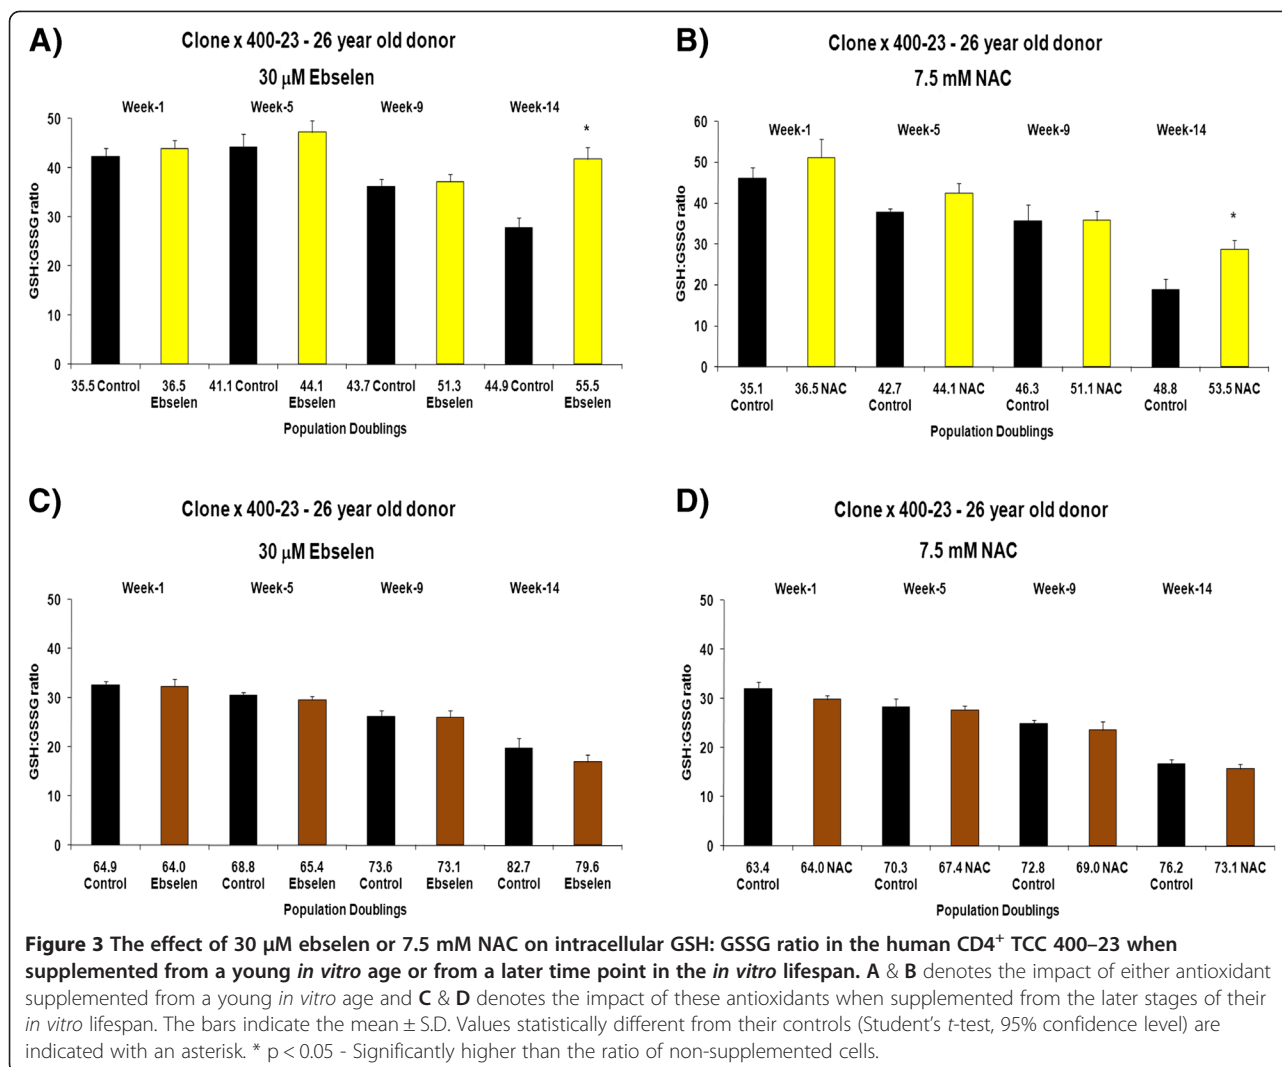 A)
Clone x 400-23 - 26 year old donor
30 µM Ebselen
Week-1 Week-5 Week-9 Week-14
GSH:GSSG ratio
50
40
30
20
10
0
*
35.5 Control 36.5 Ebselen 41.1 Control 44.1 Ebselen 43.7 Control 51.3 Ebselen 44.9 Control 55.5 Ebselen
Population Doublings
B)
Clone x 400-23 - 26 year old donor
7.5 mM NAC
Week-1 Week-5 Week-9 Week-14
GSH:GSSG ratio
60
50
40
30
20
10
0
*
35.1 Control 36.5 NAC 42.7 Control 44.1 NAC 46.3 Control 51.1 NAC 48.8 Control 53.5 NAC
Population Doublings
C)
Clone x 400-23 - 26 year old donor
30 µM Ebselen
Week-1 Week-5 Week-9 Week-14
GSH:GSSG ratio
50
40
30
20
10
0
64.9 Control 64.0 Ebselen 68.8 Control 65.4 Ebselen 73.6 Control 73.1 Ebselen 82.7 Control 79.6 Ebselen
Population Doublings
D)
Clone x 400-23 - 26 year old donor
7.5 mM NAC
Week-1 Week-5 Week-9 Week-14
GSH:GSSG ratio
50
40
30
20
10
0
63.4 Control 64.0 NAC 70.3 Control 67.4 NAC 72.8 Control 69.0 NAC 76.2 Control 73.1 NAC
Population Doublings
Figure 3 The effect of 30 µM ebselen or 7.5 mM NAC on intracellular GSH: GSSG ratio in the human CD4+ TCC 400–23 when
supplemented from a young in vitro age or from a later time point in the in vitro lifespan. A & B denotes the impact of either antioxidant
supplemented from a young in vitro age and C & D denotes the impact of these antioxidants when supplemented from the later stages of their
in vitro lifespan. The bars indicate the mean ± S.D. Values statistically different from their controls (Student's t-test, 95% confidence level) are
indicated with an asterisk. * p < 0.05 - Significantly higher than the ratio of non-supplemented cells.